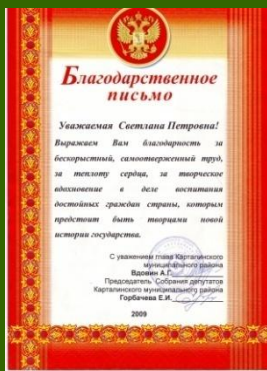 Благодарственное
письмо
Уважаемая Светлана Петровна!
Выражаем Вам благодарность за
бескорыстный, самоотверженный труд,
за теплоту сердца, за творческое
вдохновение в деле воспитания
достойных граждан страны, которым
предстоит быть творцами новой
истории государства.
С уважением глава Карталинского
муниципального района
Вдовин А.Г.
Председатель Собрания депутатов
Карталинского муниципального района
Горбачева Е.И.
2009